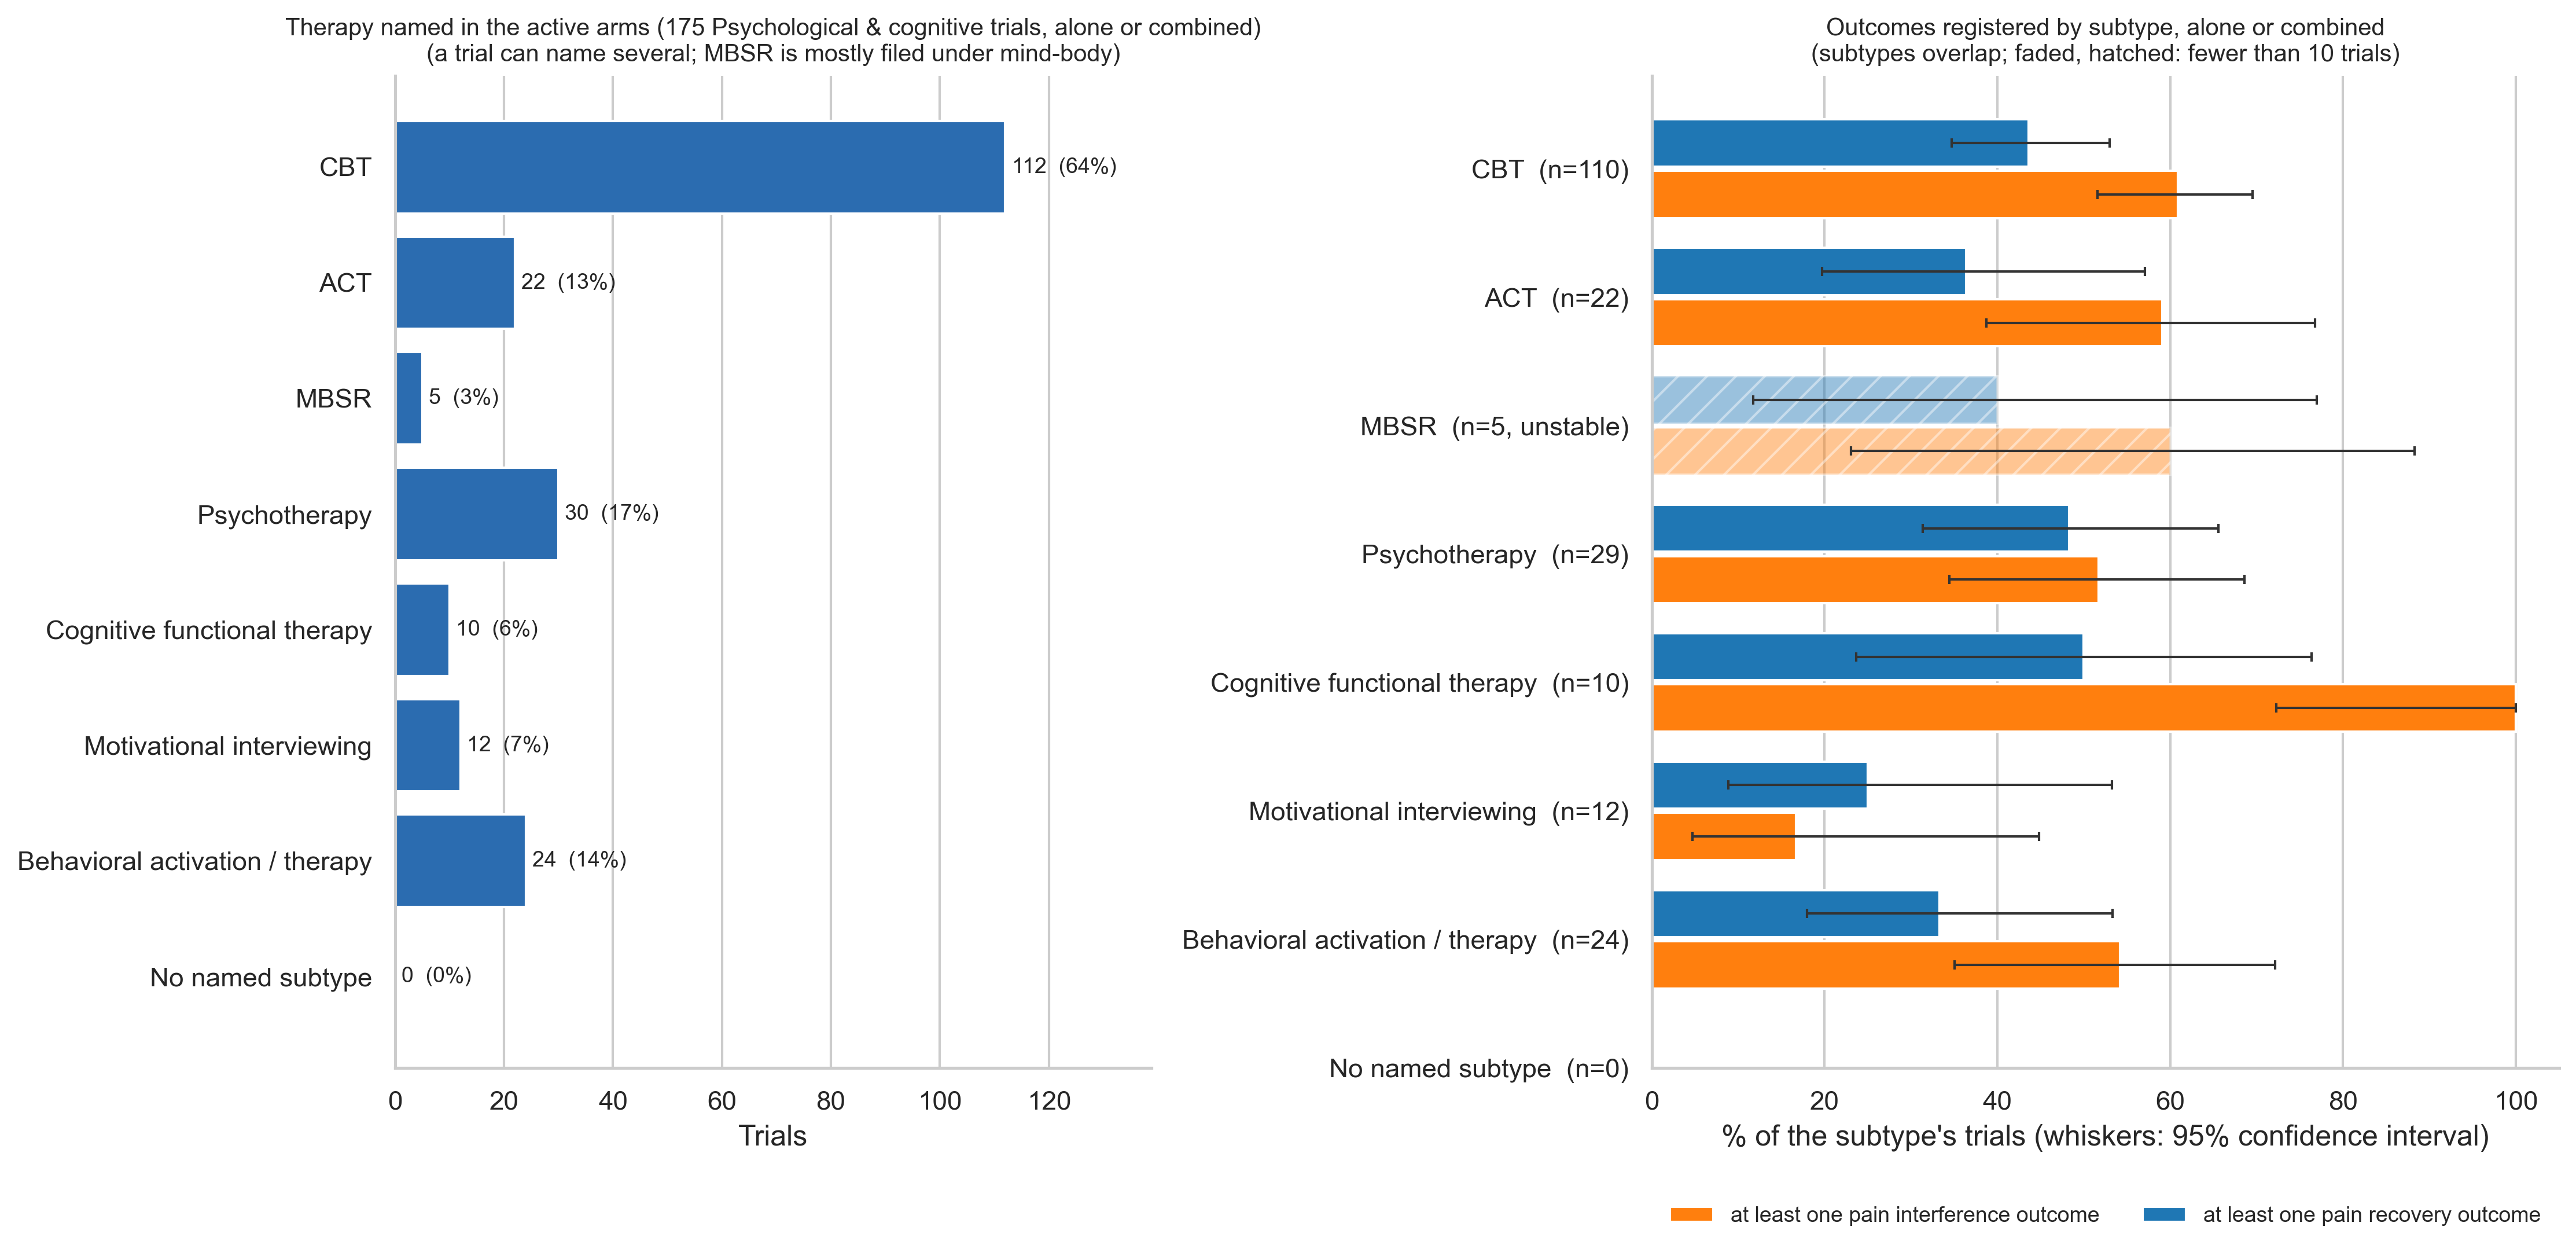 Therapy named in the active arms (175 Psychological & cognitive trials, alone or combined)
(a trial can name several; MBSR is mostly filed under mind-body)
CBT
112 (64%)
ACT
22 (13%)
MBSR
5 (3%)
Psychotherapy
30 (17%)
Cognitive functional therapy
10 (6%)
Motivational interviewing
12 (7%)
Behavioral activation / therapy
24 (14%)
No named subtype
0 (0%)
0 20 40 60 80 100 120
Trials
Outcomes registered by subtype, alone or combined
(subtypes overlap; faded, hatched: fewer than 10 trials)
CBT (n=110)
ACT (n=22)
MBSR (n=5, unstable)
Psychotherapy (n=29)
Cognitive functional therapy (n=10)
Motivational interviewing (n=12)
Behavioral activation / therapy (n=24)
No named subtype (n=0)
0 20 40 60 80 100
% of the subtype's trials (whiskers: 95% confidence interval)
at least one pain interference outcome
at least one pain recovery outcome